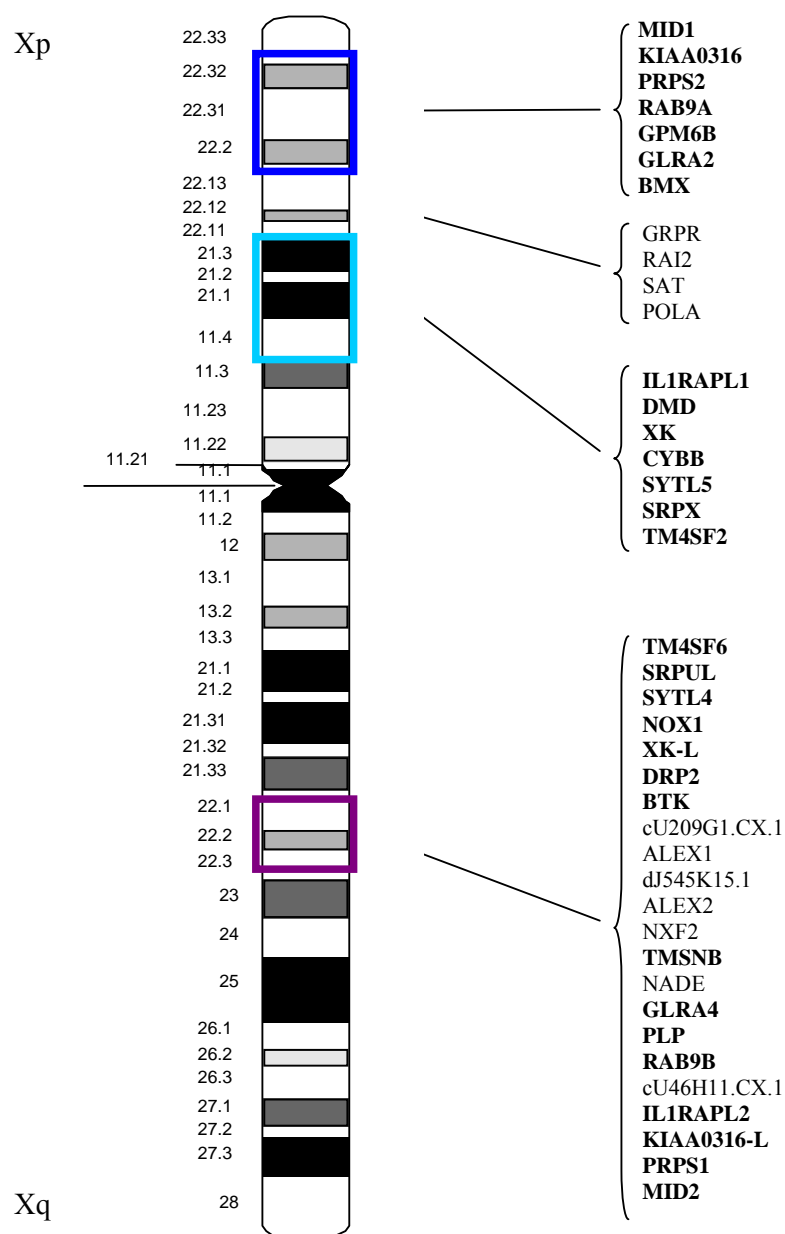 Xp
22.33
22.32
22.31
22.2
22.13
22.12
22.11
21.3
21.2
21.1
11.4
11.3
11.23
11.22
11.21
11.1
11.1
11.2
12
13.1
13.2
13.3
21.1
21.2
21.31
21.32
21.33
22.1
22.2
22.3
23
24
25
26.1
26.2
26.3
27.1
27.2
27.3
28
Xq
MID1
KIAA0316
PRPS2
RAB9A
GPM6B
GLRA2
BMX
GRPR
RAI2
SAT
POLA
IL1RAPL1
DMD
XK
CYBB
SYTL5
SRPX
TM4SF2
TM4SF6
SRPUL
SYTL4
NOX1
XK-L
DRP2
BTK
cU209G1.CX.1
ALEX1
dJ545K15.1
ALEX2
NXF2
TMSNB
NADE
GLRA4
PLP
RAB9B
cU46H11.CX.1
IL1RAPL2
KIAA0316-L
PRPS1
MID2